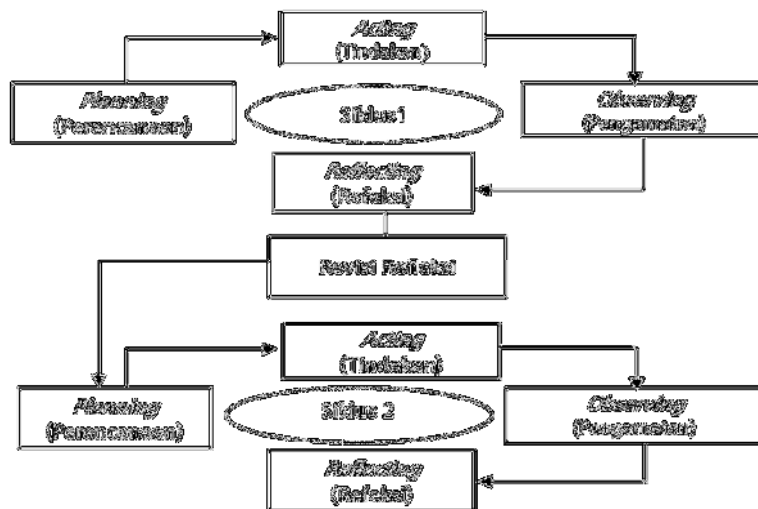 Acting
(Tindakan)
Planning
(Perencanaan)
Siklus 1
Observing
(Pengamatan)
Reflecting
(Refleksi)
Revisi Refleksi
Acting
(Tindakan)
Planning
(Perencanaan)
Siklus 2
Observing
(Pengamatan)
Reflecting
(Refleksi)